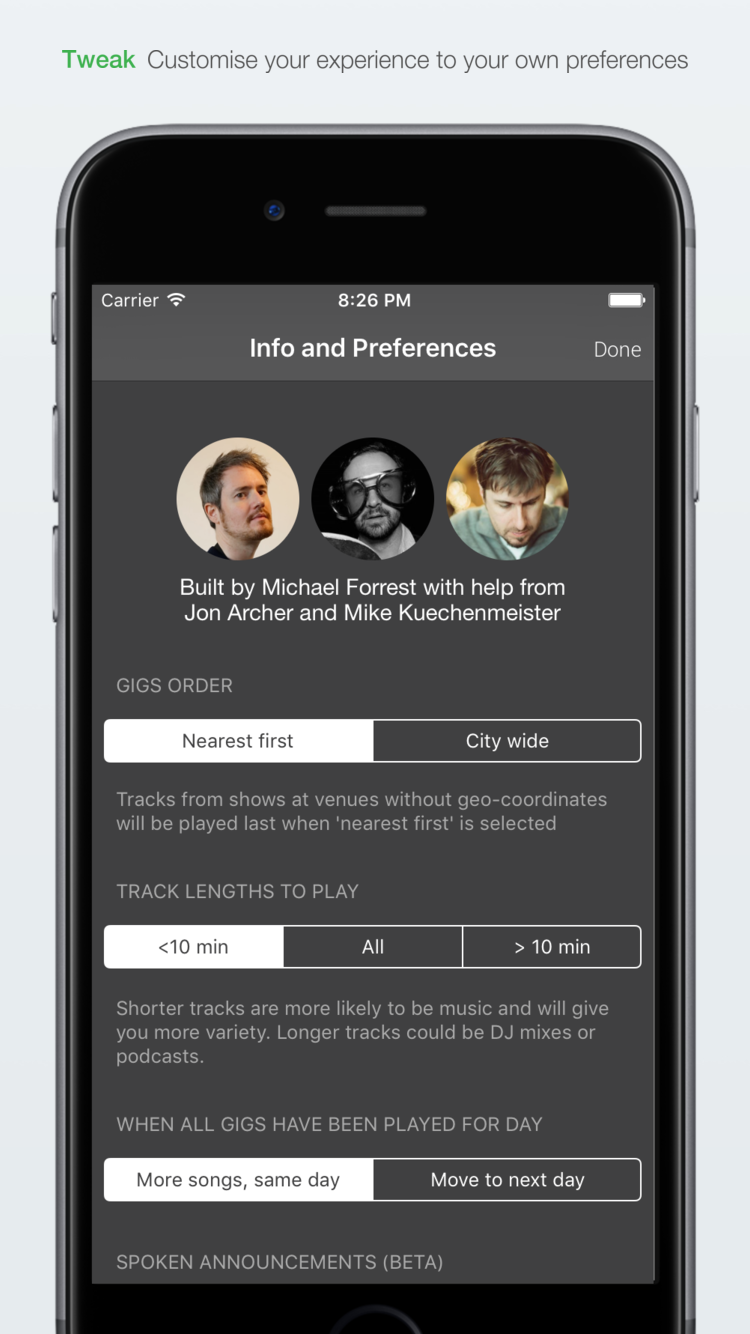 Tweak Customise your experience to your own preferences
Carrier 8:26 PM
Info and Preferences Done
Built by Michael Forrest with help from
Jon Archer and Mike Kuechenmeister
GIGS ORDER
Nearest first City wide
Tracks from shows at venues without geo-coordinates
will be played last when 'nearest first' is selected
TRACK LENGTHS TO PLAY
<10 min All > 10 min
Shorter tracks are more likely to be music and will give
you more variety. Longer tracks could be DJ mixes or
podcasts.
WHEN ALL GIGS HAVE BEEN PLAYED FOR DAY
More songs, same day Move to next day
SPOKEN ANNOUNCEMENTS (BETA)